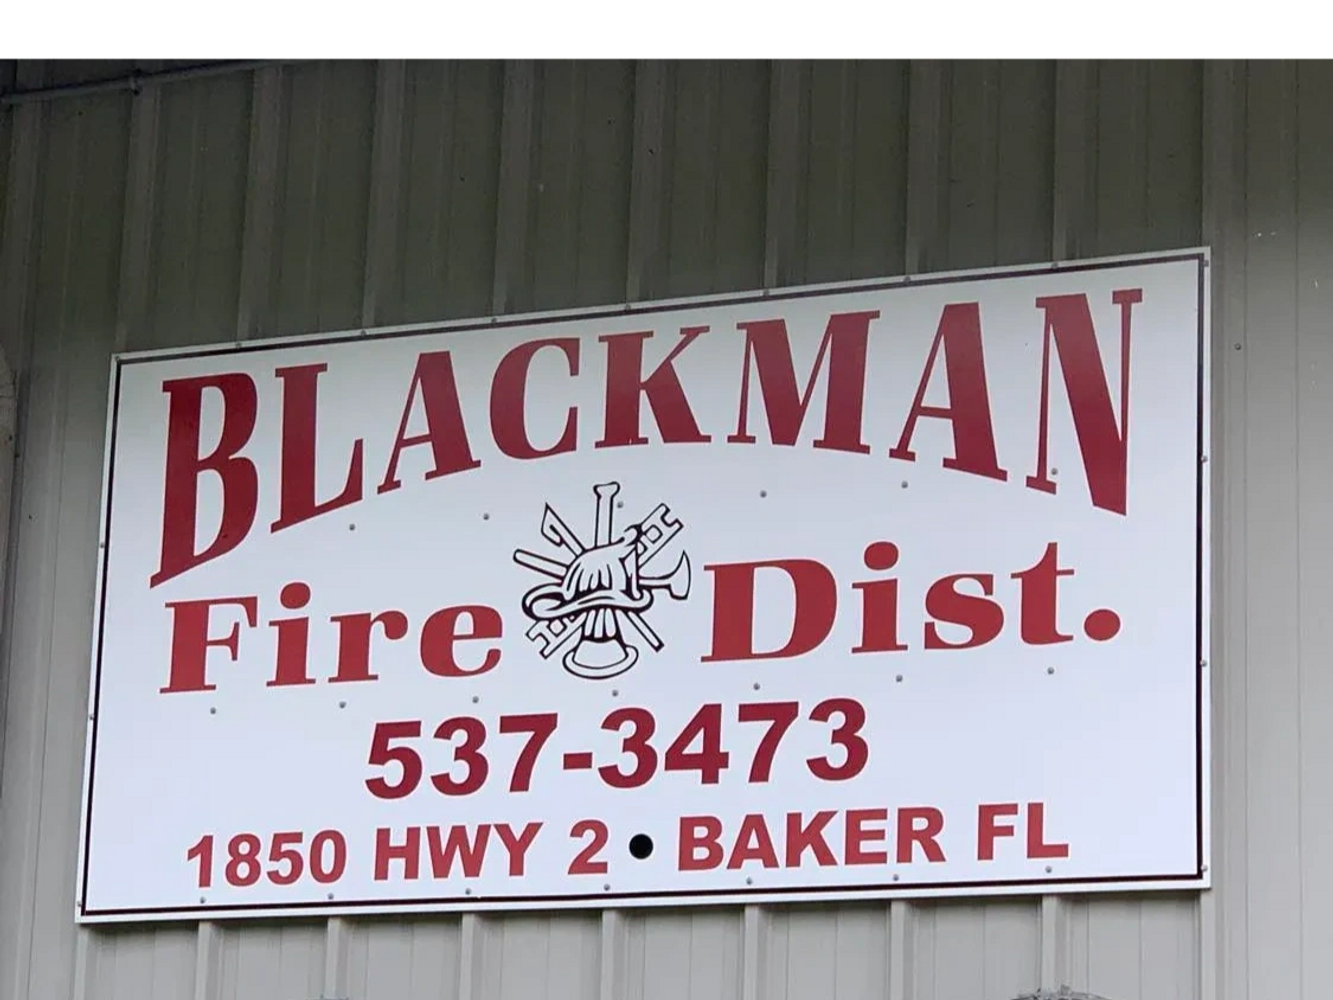 BLACKMAN
Fire Dist.
537-3473
1850 HWY 2 • BAKER FL